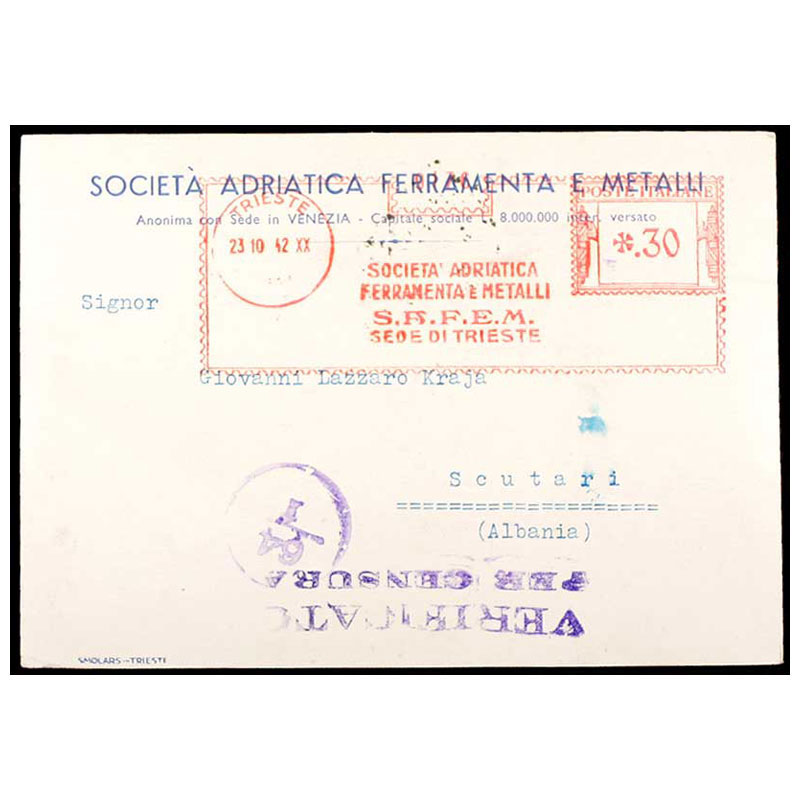 SOCIETÀ ADRIATICA FERRAMENTA E METALLI
Anonima con Sede in VENEZIA - Capitale sociale L. 8.000.000 inter. versato
TRIESTE
23 10 42 XX
POSTE ITALIANE
.30
SOCIETA' ADRIATICA
FERRAMENTA E METALLI
S.A.F.E.M.
SEDE DI TRIESTE
Signor
Giovanni Lazzaro Kraja
Scutari
(Albania)
VERIFICATO
PER CENSURA
SMOLARS-TRIESTE